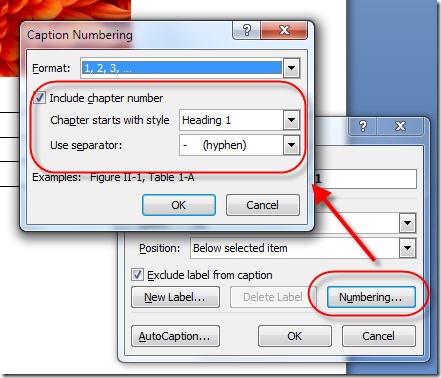 Caption Numbering
Format: 1, 2, 3, ...
Include chapter number
Chapter starts with style Heading 1
Use separator: - (hyphen)
Examples: Figure II-1, Table 1-A
OK Cancel
1
Position: Below selected item
Exclude label from caption
New Label... Delete Label Numbering...
AutoCaption... OK Cancel